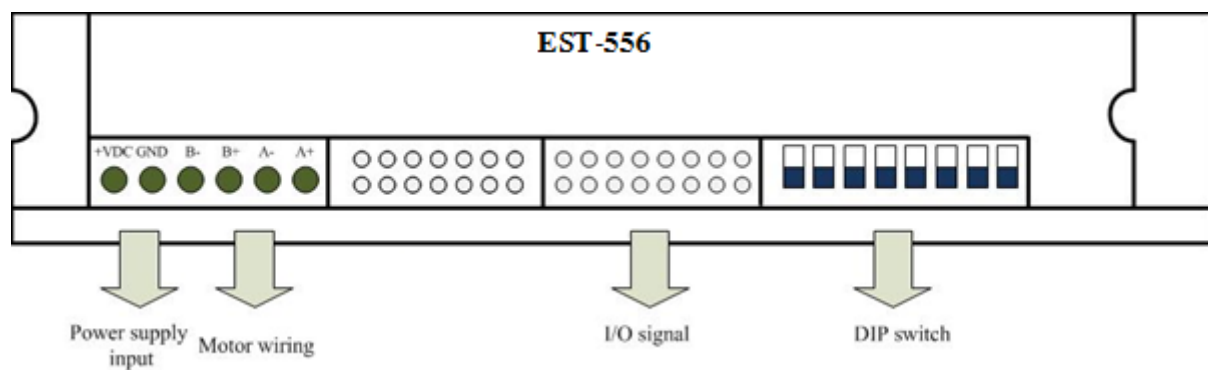 EST-556
+VDC GND B- B+ A- A+
Power supply
input
Motor wiring
I/O signal
DIP switch